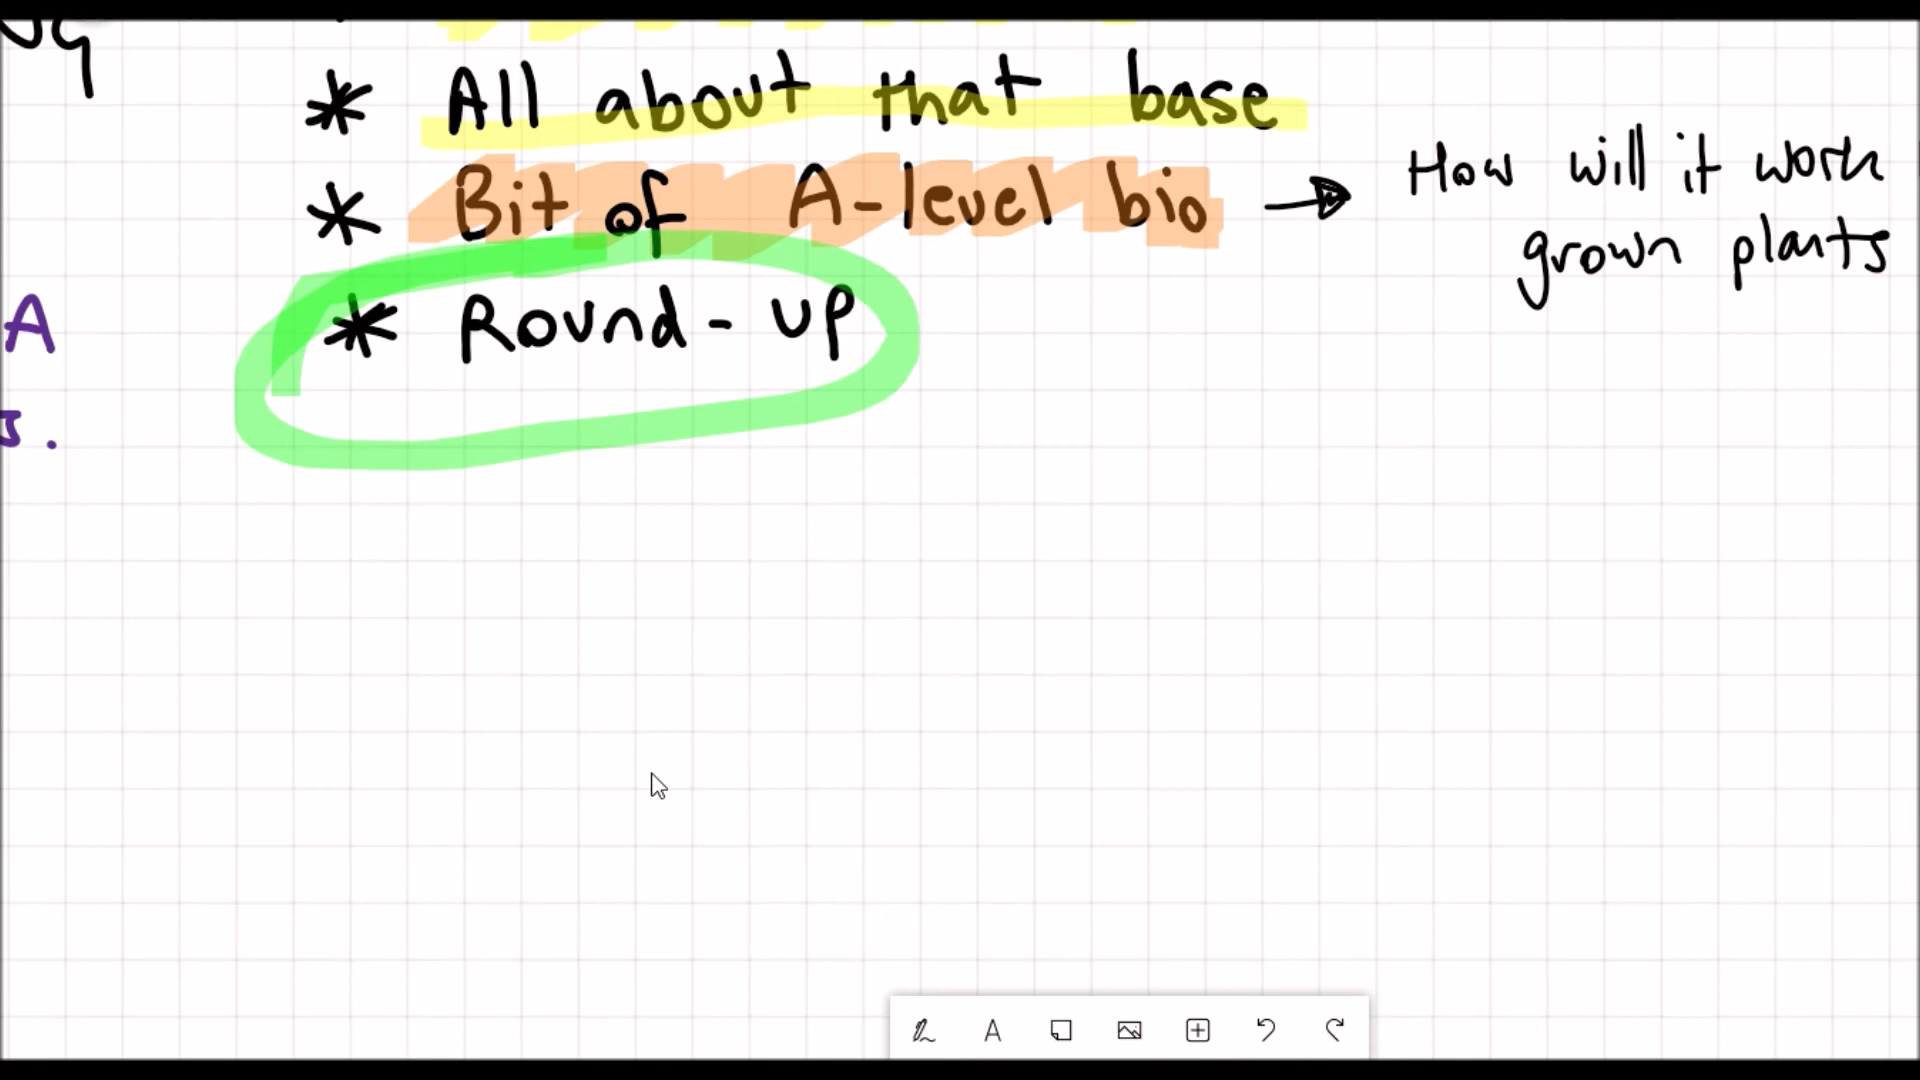 * All about that base
* Bit of A-level bio → How will it work
grown plants
* Round-up
A
s.